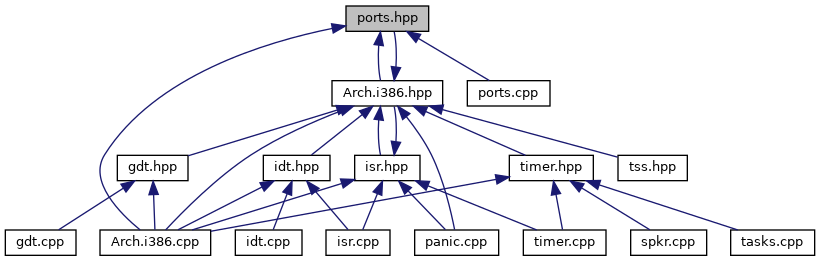 ports.hpp
Arch.i386.hpp
ports.cpp
gdt.hpp
idt.hpp
isr.hpp
timer.hpp
tss.hpp
gdt.cpp
Arch.i386.cpp
idt.cpp
isr.cpp
panic.cpp
timer.cpp
spkr.cpp
tasks.cpp